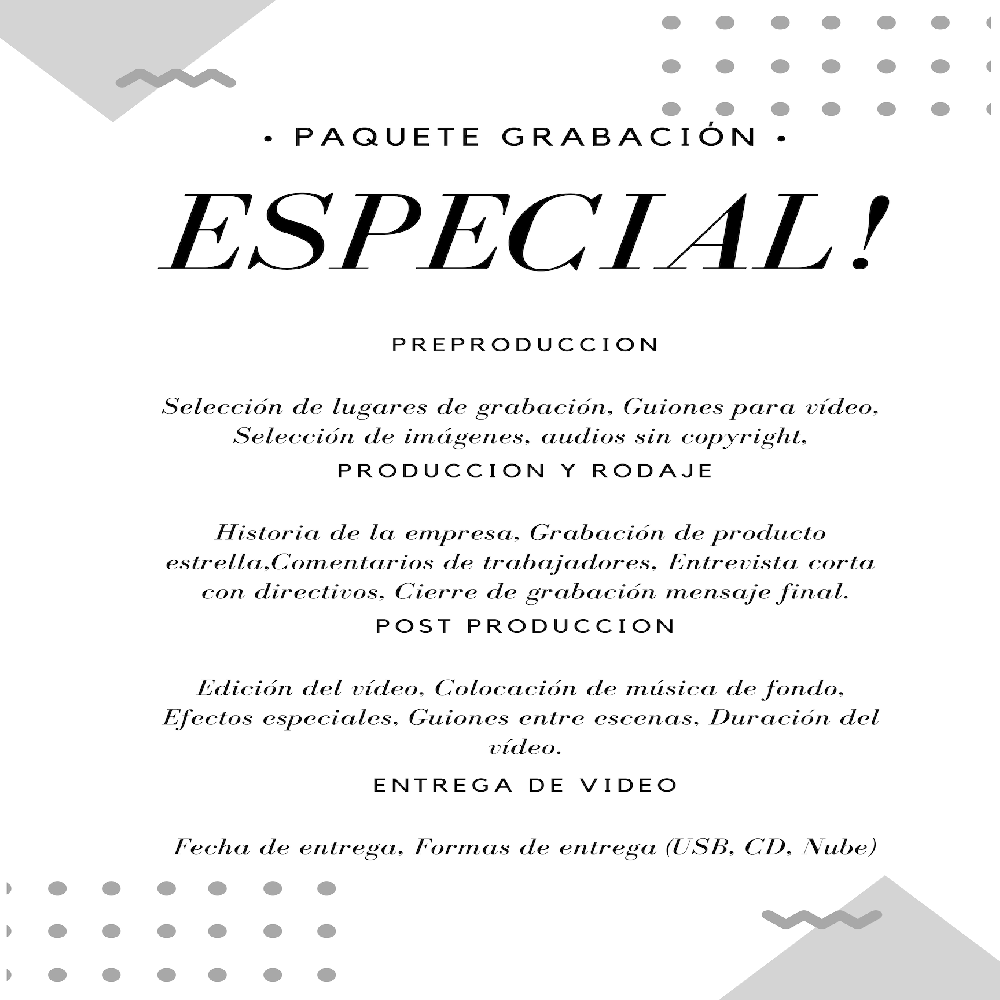 • PAQUETE GRABACIÓN •
ESPECIAL!
PREPRODUCCION
Selección de lugares de grabación, Guiones para vídeo,
Selección de imágenes, audios sin copyright,
PRODUCCION Y RODAJE
Historia de la empresa, Grabación de producto
estrella,Comentarios de trabajadores, Entrevista corta
con directivos, Cierre de grabación mensaje final.
POST PRODUCCION
Edición del vídeo, Colocación de música de fondo,
Efectos especiales, Guiones entre escenas, Duración del
vídeo.
ENTREGA DE VIDEO
Fecha de entrega, Formas de entrega (USB, CD, Nube)